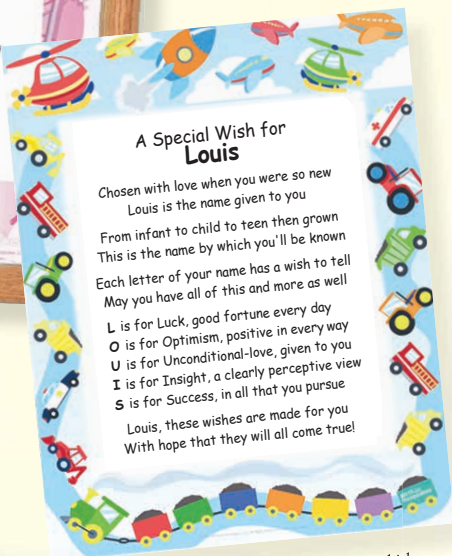 A Special Wish for
Louis
Chosen with love when you were so new
Louis is the name given to you
From infant to child to teen then grown
This is the name by which you'll be known
Each letter of your name has a wish to tell
May you have all of this and more as well
L is for Luck, good fortune every day
O is for Optimism, positive in every way
U is for Unconditional-love, given to you
I is for Insight, a clearly perceptive view
S is for Success, in all that you pursue
Louis, these wishes are made for you
With hope that they will all come true!